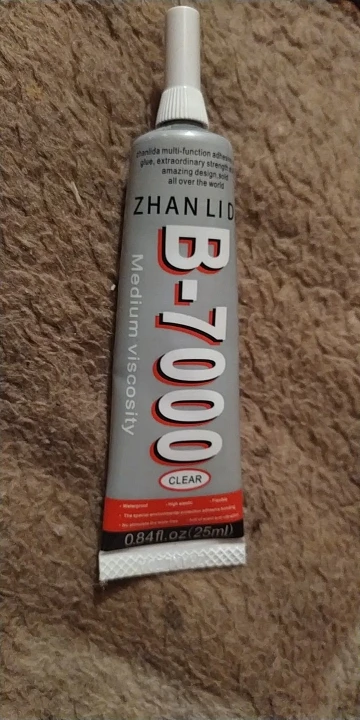 zhanlida multi-function adhesive
glue, extraordinary strength
amazing design, sold
all over the world
ZHANLID
B-7000
Medium viscosity
CLEAR
· Waterproof · High elastic · Flexible
0.84fl.oz(25ml)